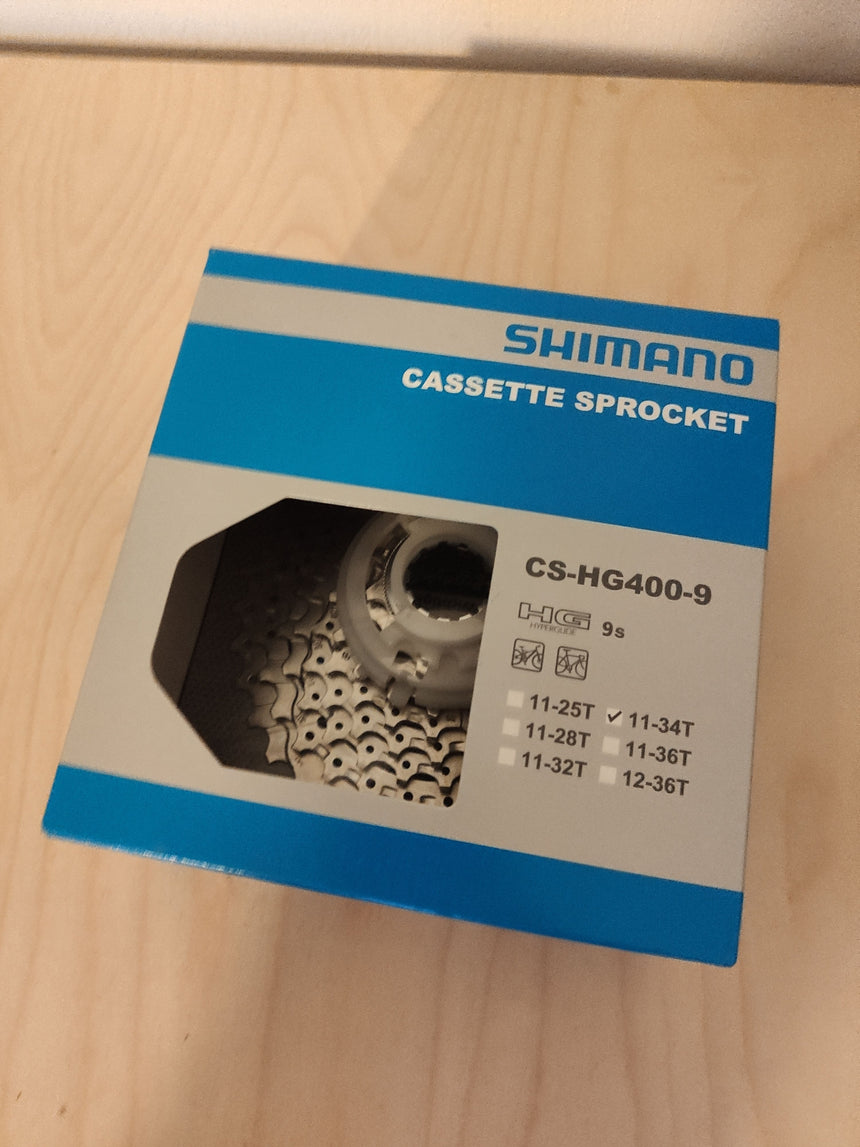 SHIMANO
CASSETTE SPROCKET
CS-HG400-9
HG
HYPERGLIDE
9s
11-25T ✓ 11-34T
11-28T 11-36T
11-32T 12-36T